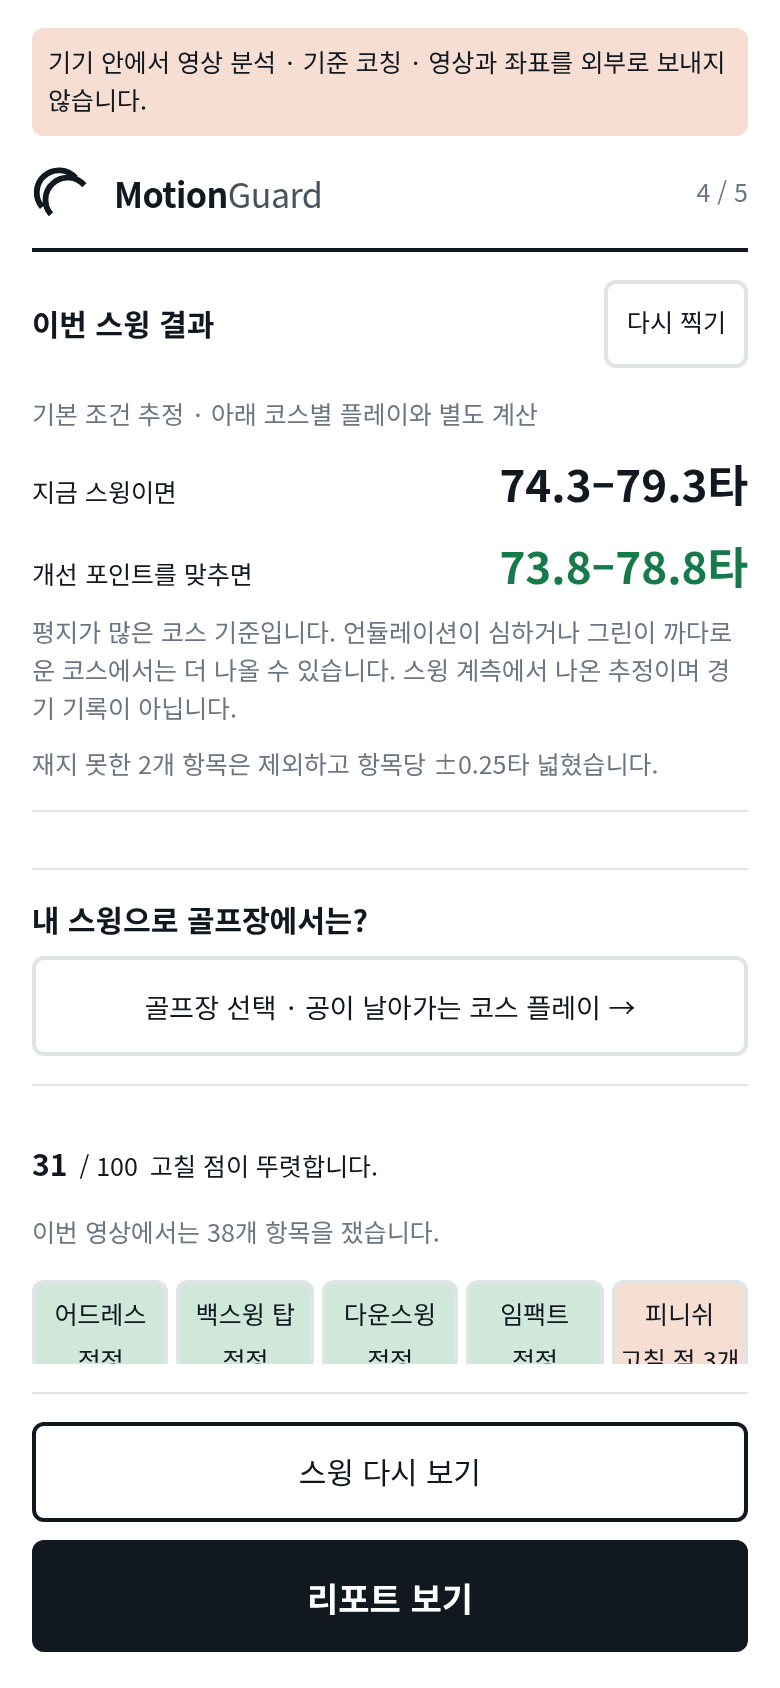 기기 안에서 영상 분석 · 기준 코칭 · 영상과 좌표를 외부로 보내지
않습니다.
MotionGuard
4 / 5
이번 스윙 결과
다시 찍기
기본 조건 추정 · 아래 코스별 플레이와 별도 계산
지금 스윙이면
74.3–79.3타
개선 포인트를 맞추면
73.8–78.8타
평지가 많은 코스 기준입니다. 언듈레이션이 심하거나 그린이 까다로
운 코스에서는 더 나올 수 있습니다. 스윙 계측에서 나온 추정이며 경
기 기록이 아닙니다.
재지 못한 2개 항목은 제외하고 항목당 ±0.25타 넓혔습니다.
내 스윙으로 골프장에서는?
골프장 선택 · 공이 날아가는 코스 플레이 →
31 / 100 고칠 점이 뚜렷합니다.
이번 영상에서는 38개 항목을 쟀습니다.
어드레스
백스윙 탑
다운스윙
임팩트
피니쉬
적정
적정
적정
적정
고칠 점 3개
스윙 다시 보기
리포트 보기